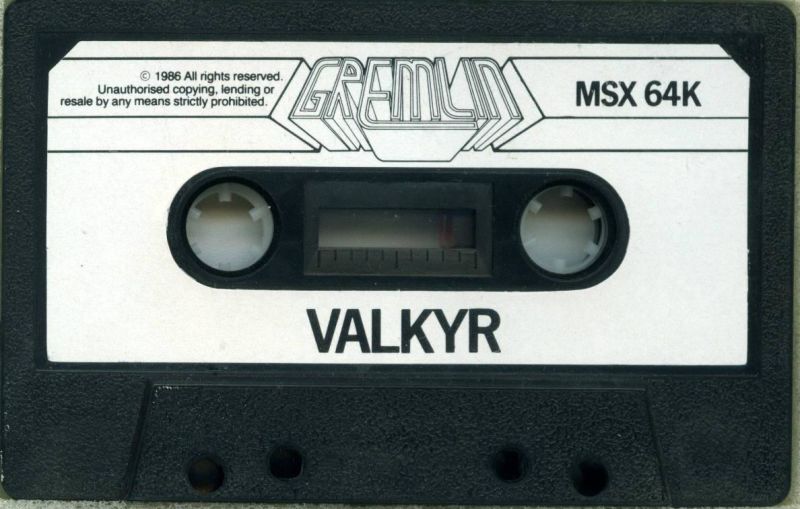 © 1986 All rights reserved.
Unauthorised copying, lending or
resale by any means strictly prohibited.
GREMLIN
MSX 64K
VALKYR